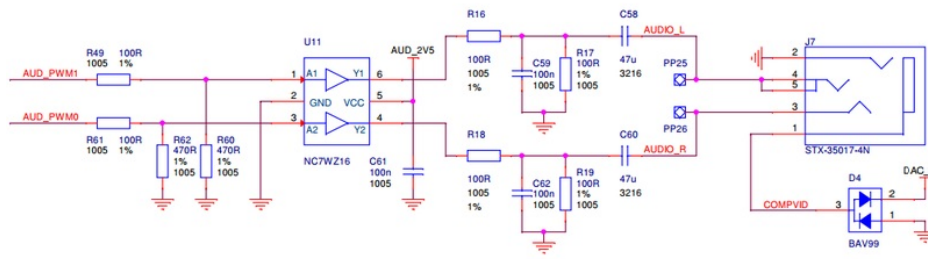 R16
C58
AUDIO_L
J7
R49 100R
1005 1%
AUD_PWM1
U11
AUD_2V5
100R
1005
1%
C59
100n
1005
R17
100R
1%
1005
47u
3216
PP25
2
4
5
3
1
STX-35017-4N
1 A1 Y1 6
2 GND VCC 5
3 A2 Y2 4
NC7WZ16
AUD_PWM0
R61 100R
1005 1%
R62
470R
1%
1005
R60
470R
1%
1005
C61
100n
1005
R18
100R
1005
1%
C60
AUDIO_R
PP26
C62
100n
1005
R19
100R
1%
1005
47u
3216
COMPVID
D4
3
2
1
DAC_
BAV99